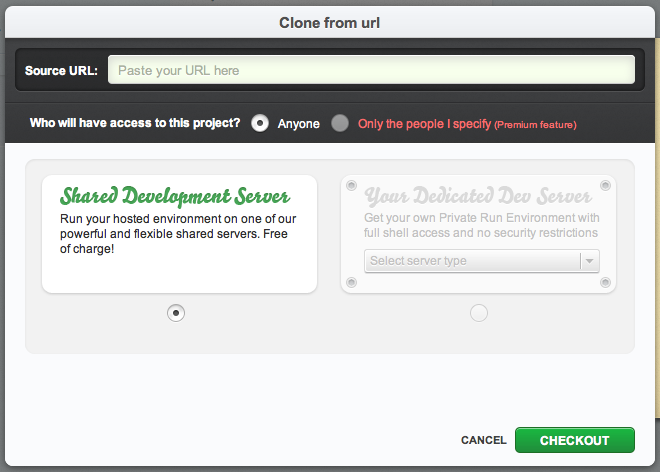 Clone from url
Source URL: Paste your URL here
Who will have access to this project? Anyone Only the people I specify (Premium feature)
Shared Development Server
Run your hosted environment on one of our
powerful and flexible shared servers. Free
of charge!
Your Dedicated Dev Server
Get your own Private Run Environment with
full shell access and no security restrictions
Select server type
CANCEL CHECKOUT